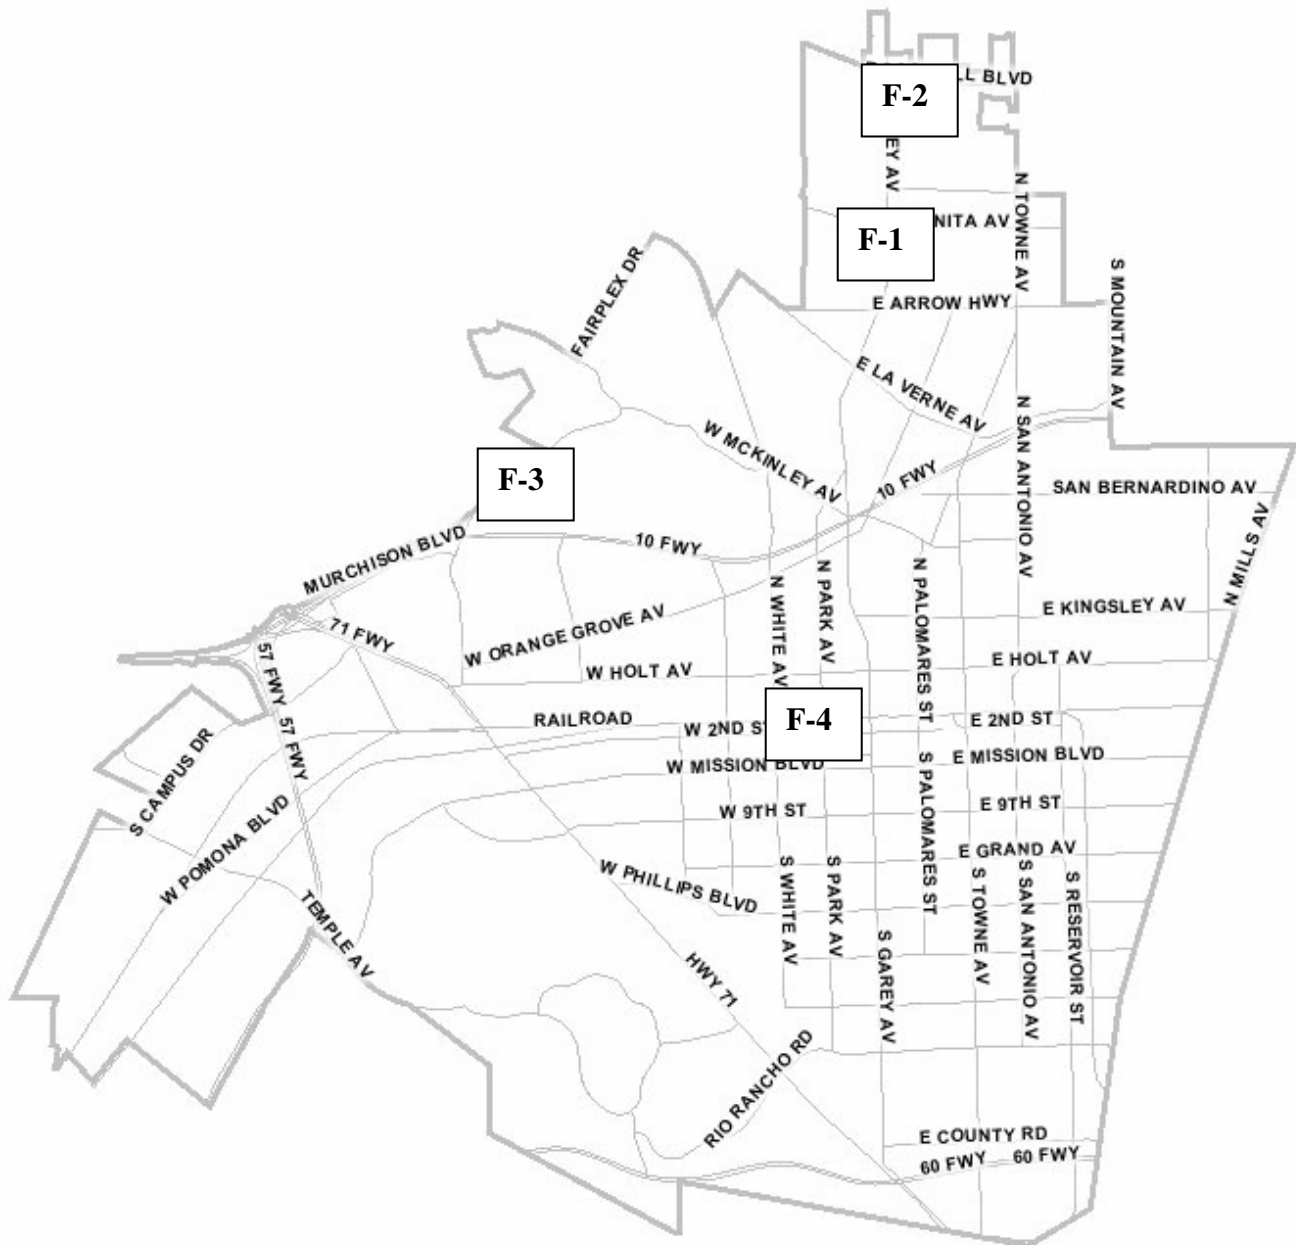 LL BLVD
F-2
EY AV
N TOWNE AV
NITA AV
F-1
FAIRPLEX DR
S MOUNTAIN AV
E ARROW HWY
E LA VERNE AV
N SAN ANTONIO AV
W MCKINLEY AV
10 FWY
F-3
SAN BERNARDINO AV
N MILLS AV
MURCHISON BLVD
10 FWY
N WHITE AV
N PARK AV
N PALOMARES ST
E KINGSLEY AV
71 FWY
W ORANGE GROVE AV
57 FWY
W HOLT AV
E HOLT AV
F-4
RAILROAD
W 2ND ST
E 2ND ST
57 FWY
S CAMPUS DR
W MISSION BLVD
S PALOMARES ST
E MISSION BLVD
W POMONA BLVD
W 9TH ST
E 9TH ST
E GRAND AV
W PHILLIPS BLVD
S WHITE AV
S PARK AV
S TOWNE AV
S SAN ANTONIO AV
S RESERVOIR ST
TEMPLE AV
S GAREY AV
HWY 71
RIO RANCHO RD
E COUNTY RD
60 FWY
60 FWY